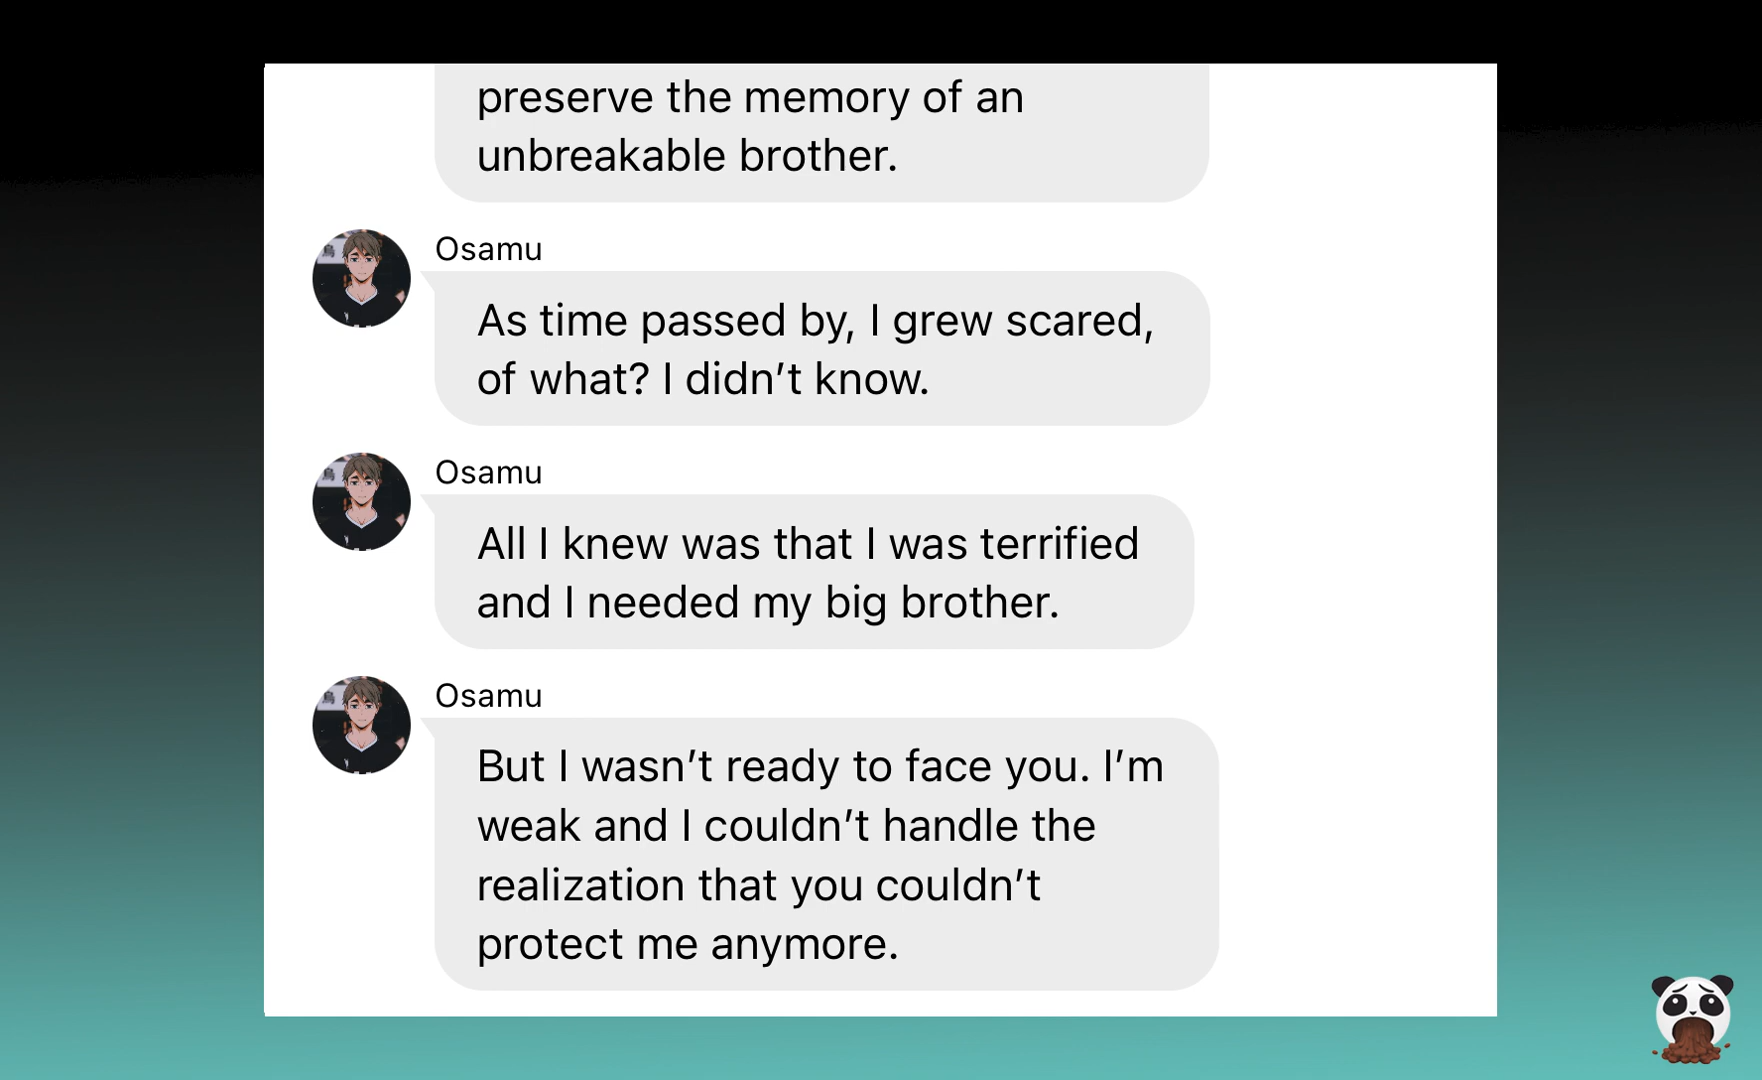 preserve the memory of an
unbreakable brother.
Osamu
As time passed by, I grew scared,
of what? I didn't know.
Osamu
All I knew was that I was terrified
and I needed my big brother.
Osamu
But I wasn't ready to face you. I'm
weak and I couldn't handle the
realization that you couldn't
protect me anymore.